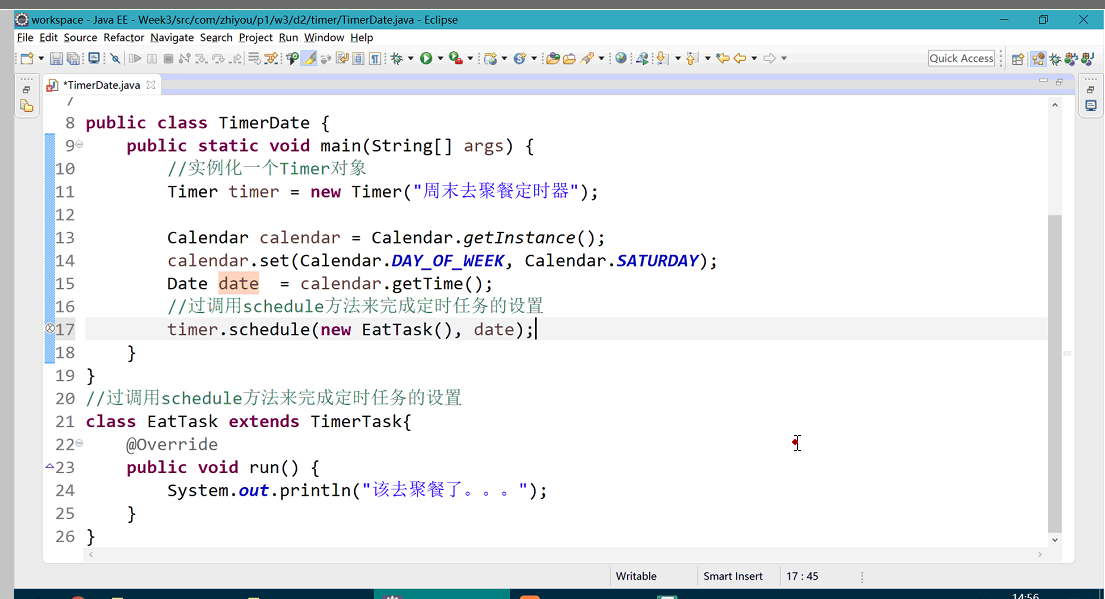 workspace - Java EE - Week3/src/com/zhiyou/p1/w3/d2/timer/TimerDate.java - Eclipse
File Edit Source Refactor Navigate Search Project Run Window Help
Quick Access
*TimerDate.java
7
8 public class TimerDate {
9 public static void main(String[] args) {
10 //实例化一个Timer对象
11 Timer timer = new Timer("周末去聚餐定时器");
12
13 Calendar calendar = Calendar.getInstance();
14 calendar.set(Calendar.DAY_OF_WEEK, Calendar.SATURDAY);
15 Date date  = calendar.getTime();
16 //过调用schedule方法来完成定时任务的设置
17 timer.schedule(new EatTask(), date);
18 }
19 }
20 //过调用schedule方法来完成定时任务的设置
21 class EatTask extends TimerTask{
22 @Override
23 public void run() {
24 System.out.println("该去聚餐了。。。");
25 }
26 }
Writable Smart Insert 17 : 45
14:56